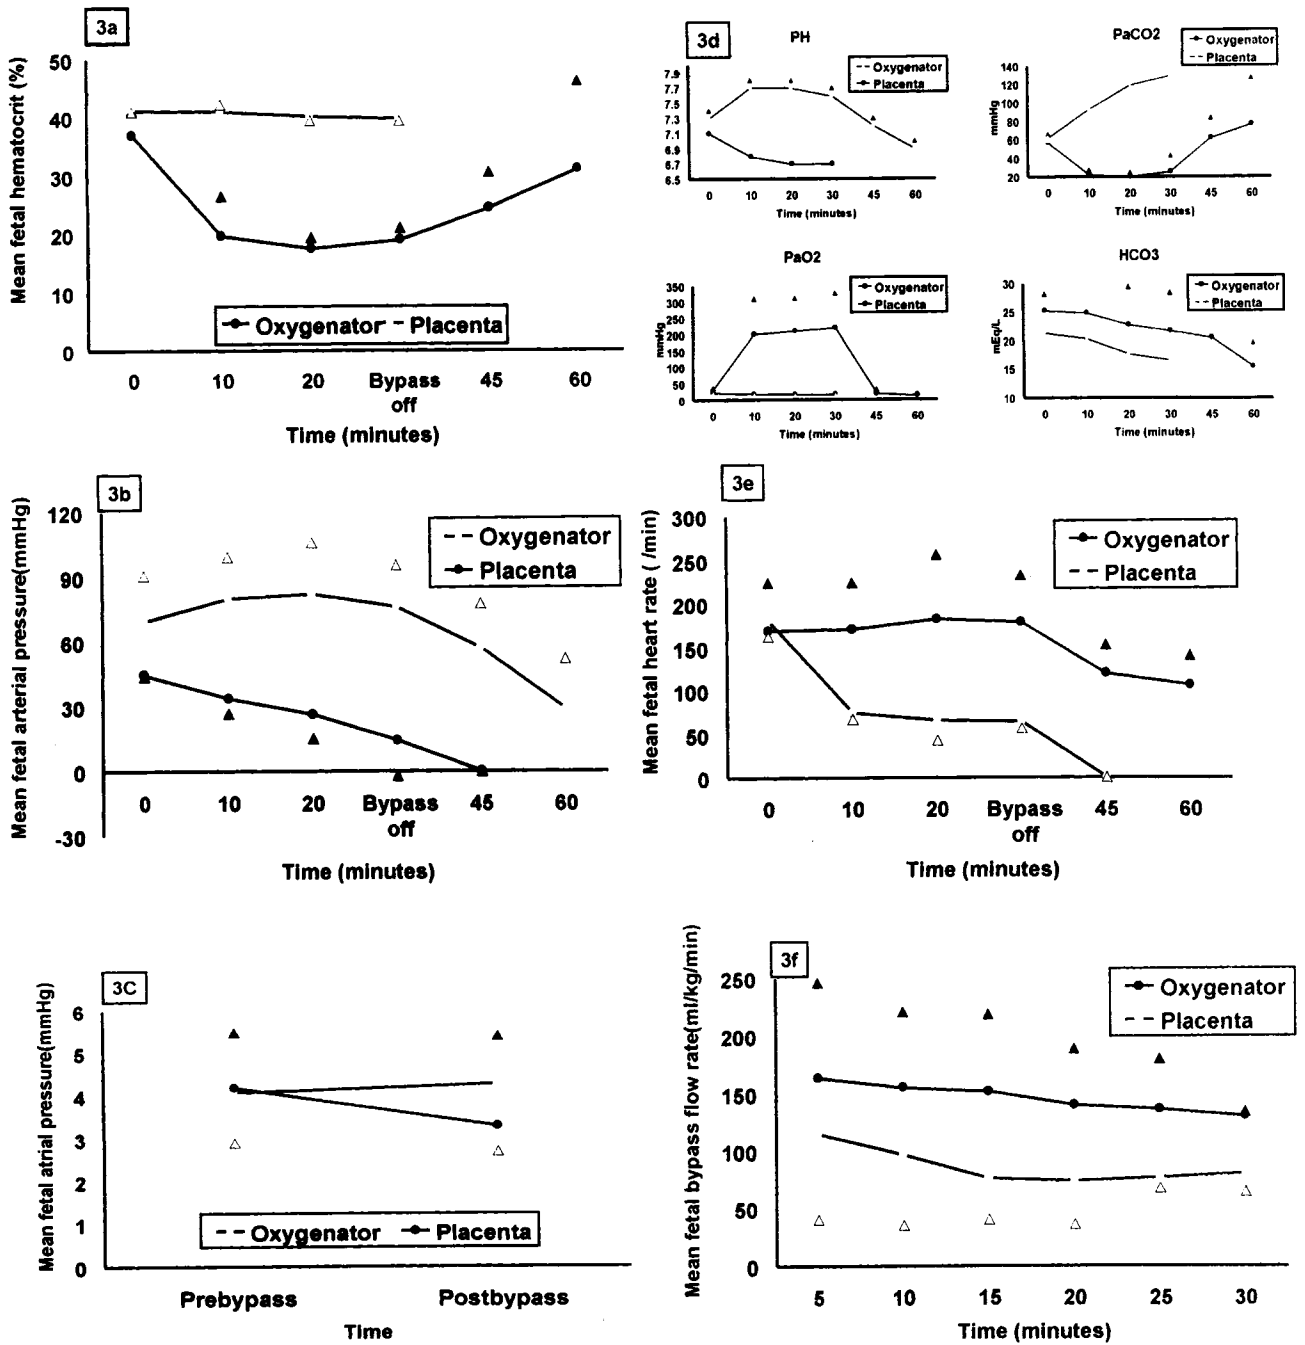 3a
Mean fetal hematocrit (%)
50
40
30
20
10
0
Oxygenator
Placenta
0 10 20 Bypass off 45 60
Time (minutes)
3d
PH
Oxygenator
Placenta
7.9
7.7
7.5
7.3
7.1
6.9
6.7
6.5
0 10 20 30 45 60
Time (minutes)
PaCO2
Oxygenator
Placenta
mmHg
140
120
100
80
60
40
20
0 10 20 30 45 60
Time (minutes)
PaO2
Oxygenator
Placenta
mmHg
350
300
250
200
150
100
50
0
0 10 20 30 45 60
Time (minutes)
HCO3
Oxygenator
Placenta
mEq/L
30
25
20
15
10
0 10 20 30 45 60
Time (minutes)
3b
Mean fetal arterial pressure(mmHg)
120
90
60
30
0
-30
Oxygenator
Placenta
0 10 20 Bypass off 45 60
Time (minutes)
3e
Mean fetal heart rate ( /min)
300
250
200
150
100
50
0
Oxygenator
Placenta
0 10 20 Bypass off 45 60
Time (minutes)
3C
Mean fetal atrial pressure(mmHg)
6
5
4
3
2
1
0
Oxygenator
Placenta
Prebypass Postbypass
Time
3f
Mean fetal bypass flow rate(ml/kg/min)
250
200
150
100
50
0
Oxygenator
Placenta
5 10 15 20 25 30
Time (minutes)